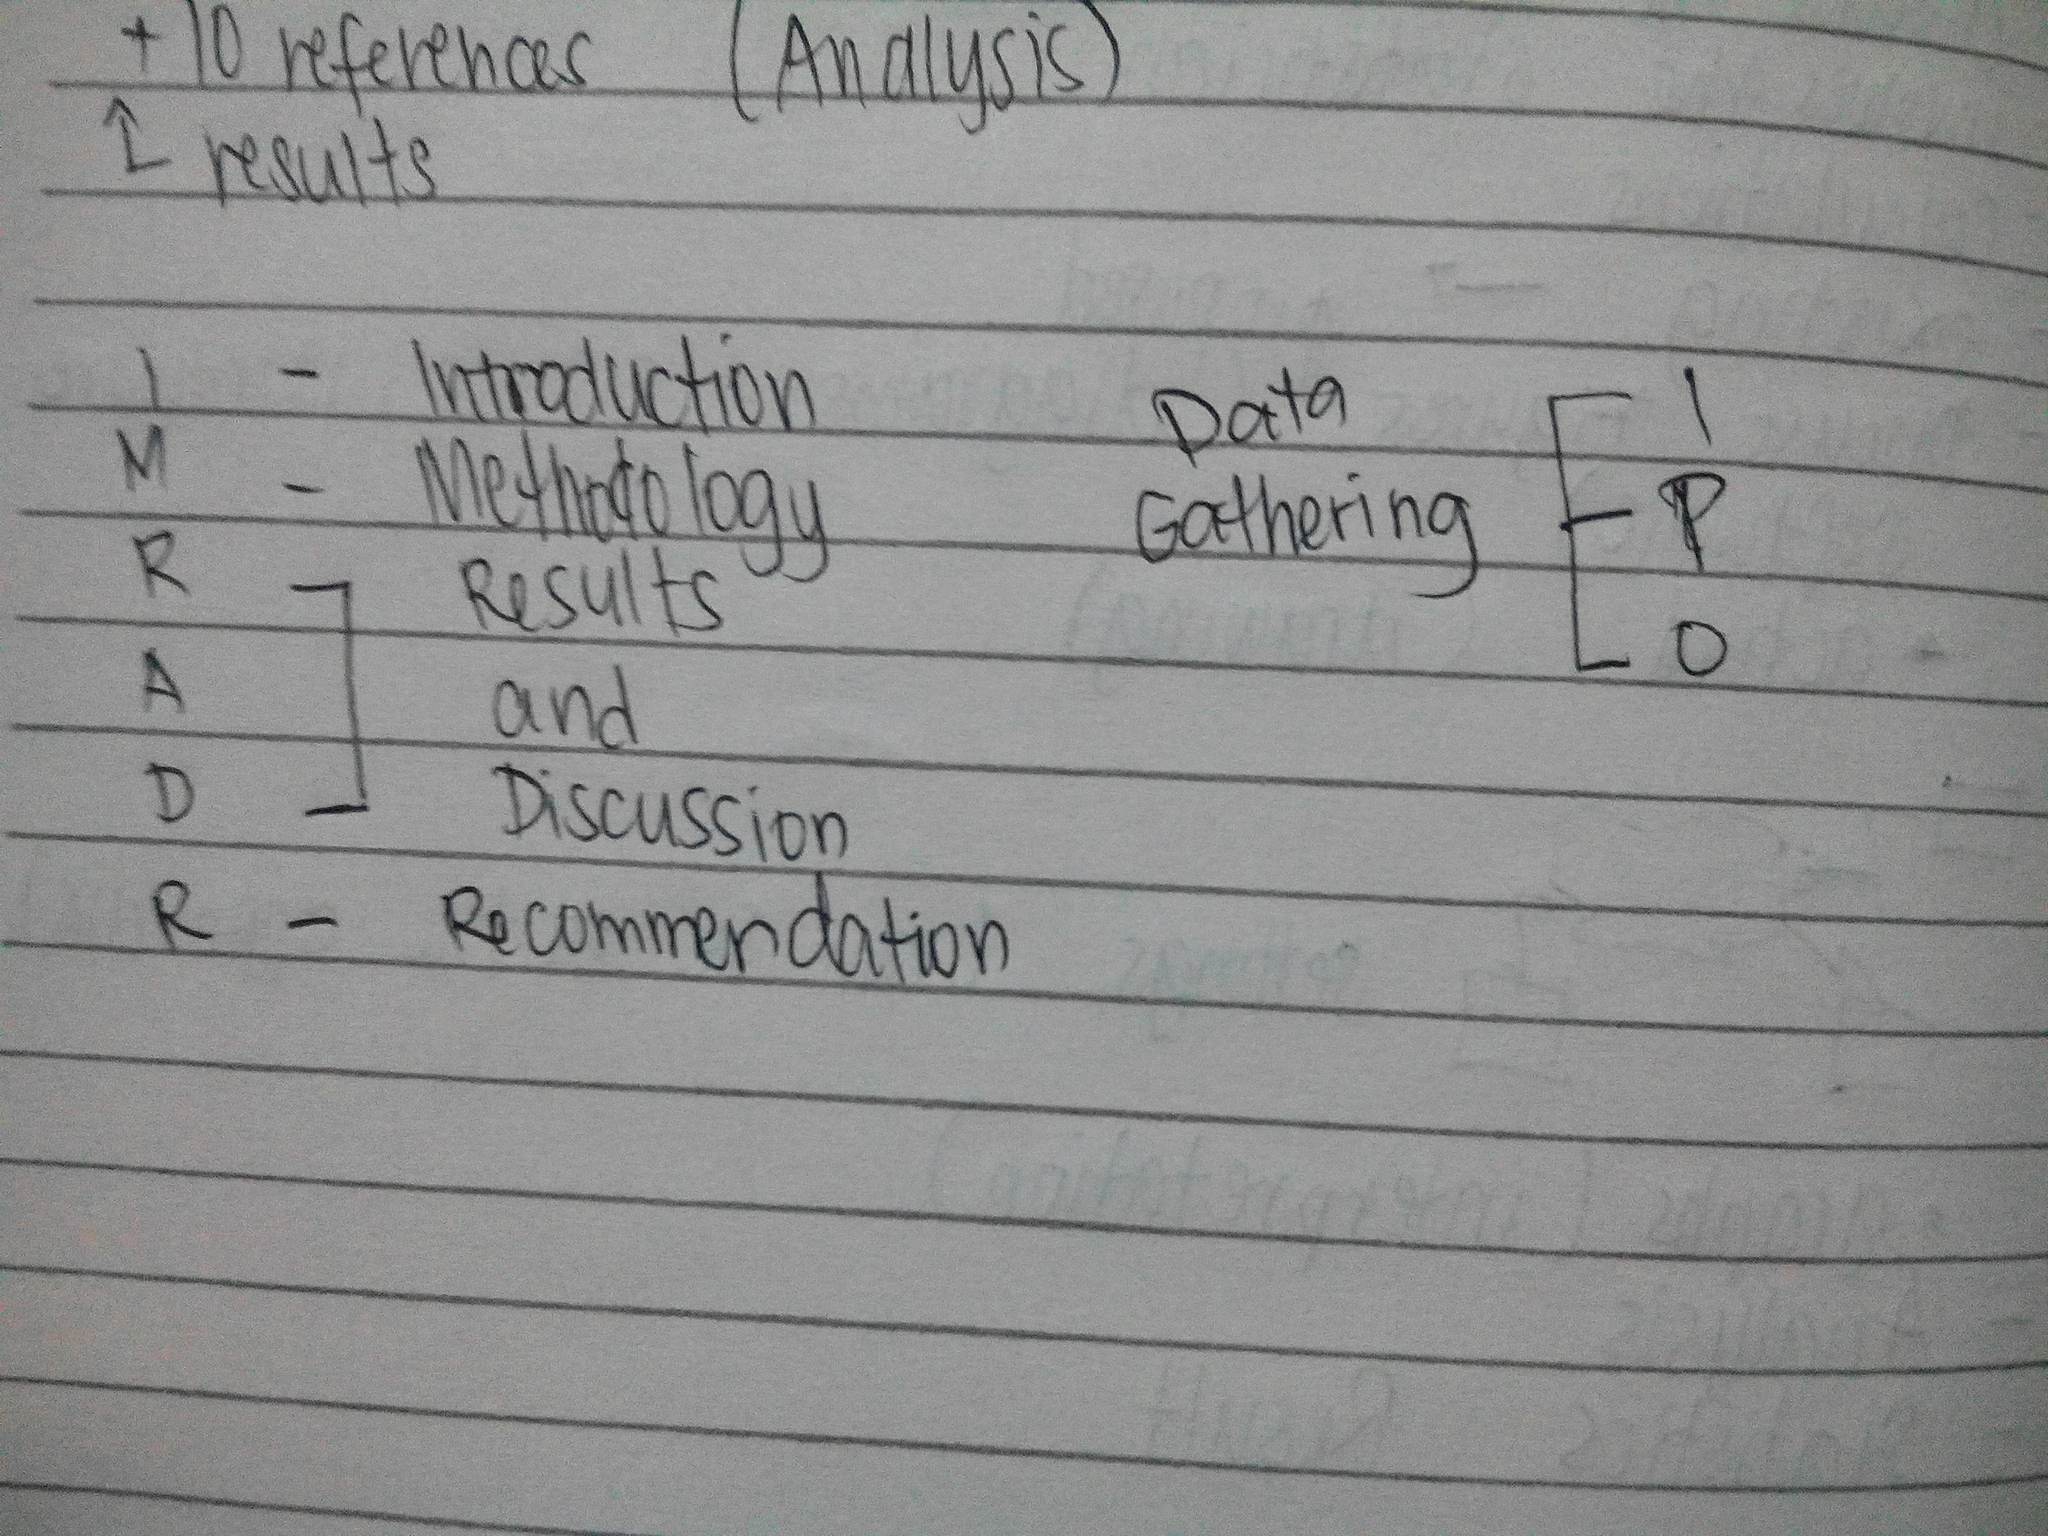 + 10 references (Analysis)
↑ results
I - Introduction
M - Methodology
R Results
A and
D Discussion
R - Recommendation
Data
Gathering
I
P
O